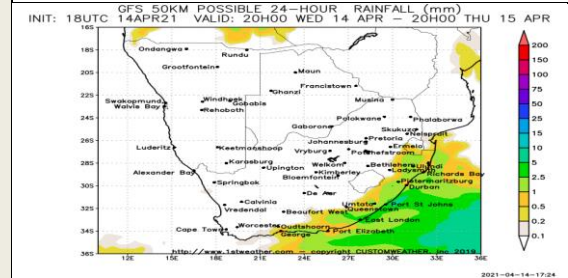 GFS 50KM POSSIBLE 24-HOUR RAINFALL (mm)
INIT: 18UTC 14APR21 VALID: 20H00 WED 14 APR - 20H00 THU 15 APR
16S
Ondangwa
Rundu
200
18S
Grootfontein
150
20S
Maun
100
Francistown
Ghanzi
75
22S
Windhoek
Gobabis
Musina
50
Swakopmund
Walvis Bay
Rehoboth
Polokwane
Phalaborwa
25
24S
Gaborone
Skukuza
Nelspruit
Pretoria
15
Johannesburg
Ermelo
26S
Luderitz
Keetmanshoop
Vryburg
Potchefstroom
10
Karasburg
Welkom
Bethlehem
Ulundi
5
28S
Alexander Bay
Upington
Kimberley
Ladysmith
Richards Bay
Bloemfontein
Pietermaritzburg
2.5
30S
Springbok
Durban
De Aar
1
Calvinia
Umtata
Port St Johns
0.5
32S
Vredendal
Beaufort West
Queenstown
East London
0.2
34S
Cape Town
Worcester
Oudtshoorn
George
Port Elizabeth
0.1
http://www.1stweather.com - copyright CUSTOMWEATHER, inc 2019
36S
12E
15E
18E
21E
24E
27E
30E
33E
36E
2021-04-14-17:24